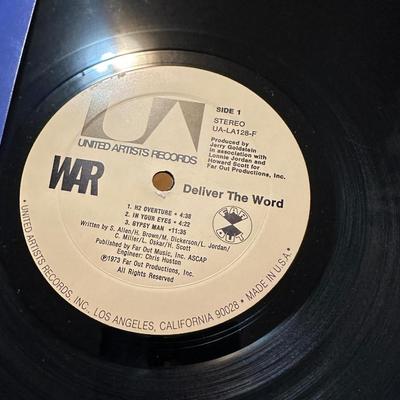 UA
UNITED ARTISTS RECORDS
SIDE 1
STEREO
UA-LA128-F
Produced by
Jerry Goldstein
in association with
Lonnie Jordan and
Howard Scott for
Far Out Productions, Inc.
WAR
Deliver The Word
1. H2 OVERTURE • 4:38
2. IN YOUR EYES • 4:22
3. GYPSY MAN • 11:35
Written by S. Allen/H. Brown/M. Dickerson/L. Jordan/
C. Miller/L. Oskar/H. Scott
Published by Far Out Music, Inc. ASCAP
Engineer: Chris Huston
℗1973 Far Out Productions, Inc.
All Rights Reserved
FAR
OUT
• UNITED ARTISTS RECORDS, INC., LOS ANGELES, CALIFORNIA 90028 • MADE IN U.S.A. •